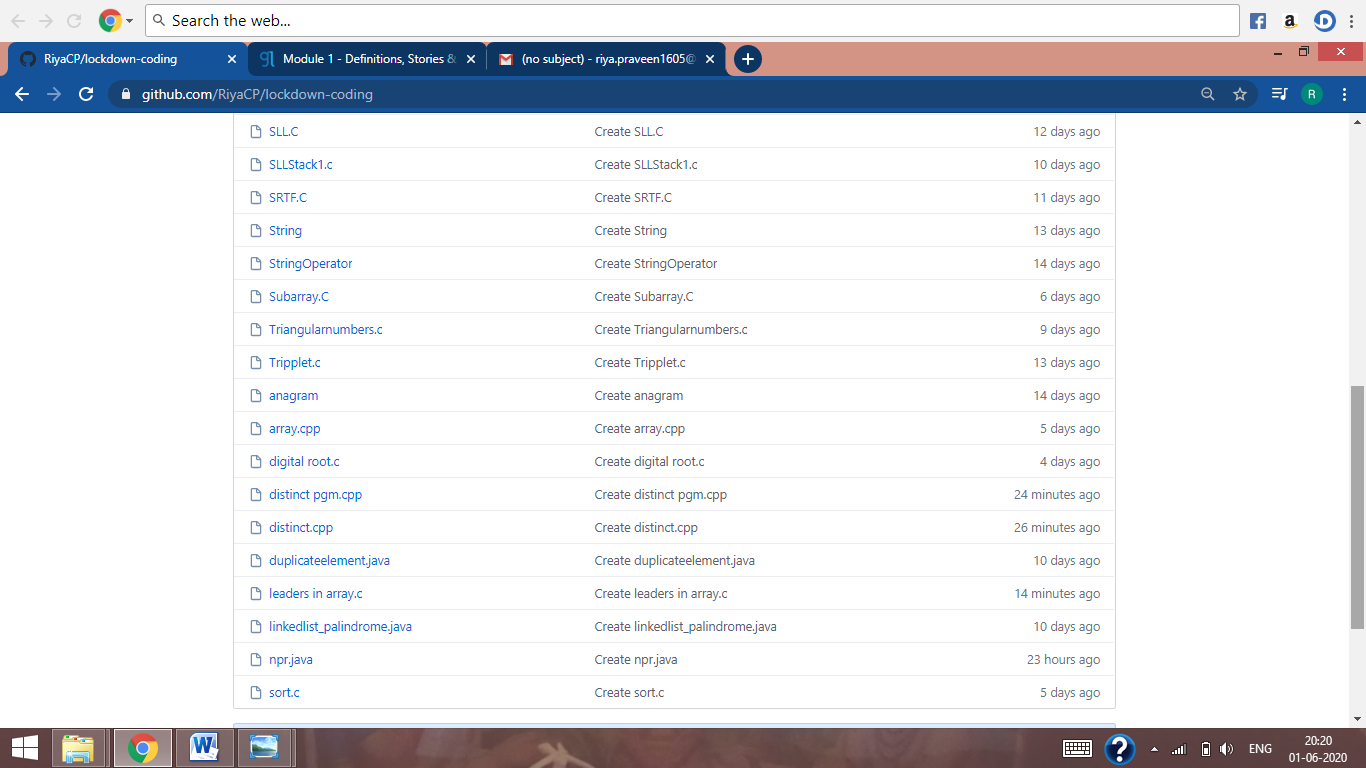 Search the web...
RiyaCP/lockdown-coding
Module 1 - Definitions, Stories &
(no subject) - riya.praveen1605@
github.com/RiyaCP/lockdown-coding
R
SLL.C Create SLL.C 12 days ago
SLLStack1.c Create SLLStack1.c 10 days ago
SRTF.C Create SRTF.C 11 days ago
String Create String 13 days ago
StringOperator Create StringOperator 14 days ago
Subarray.C Create Subarray.C 6 days ago
Triangularnumbers.c Create Triangularnumbers.c 9 days ago
Tripplet.c Create Tripplet.c 13 days ago
anagram Create anagram 14 days ago
array.cpp Create array.cpp 5 days ago
digital root.c Create digital root.c 4 days ago
distinct pgm.cpp Create distinct pgm.cpp 24 minutes ago
distinct.cpp Create distinct.cpp 26 minutes ago
duplicateelement.java Create duplicateelement.java 10 days ago
leaders in array.c Create leaders in array.c 14 minutes ago
linkedlist_palindrome.java Create linkedlist_palindrome.java 10 days ago
npr.java Create npr.java 23 hours ago
sort.c Create sort.c 5 days ago
ENG
20:20
01-06-2020